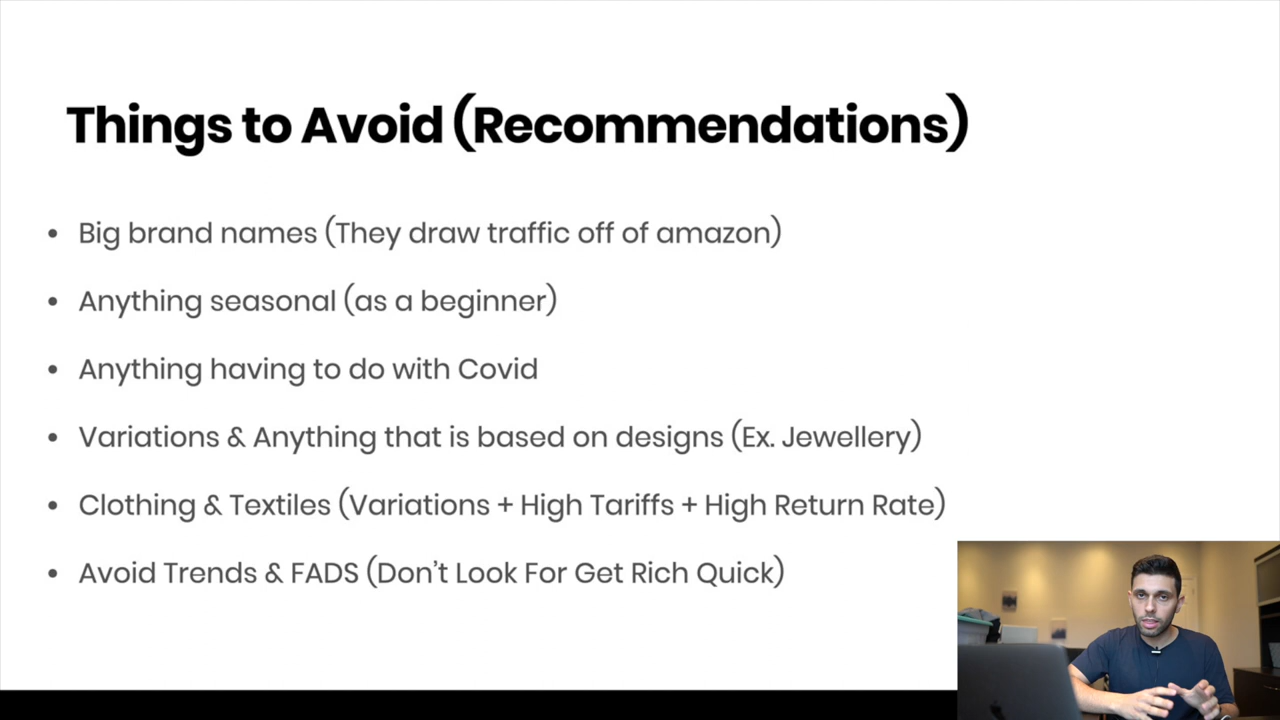 Things to Avoid (Recommendations)
• Big brand names (They draw traffic off of amazon)
• Anything seasonal (as a beginner)
• Anything having to do with Covid
• Variations & Anything that is based on designs (Ex. Jewellery)
• Clothing & Textiles (Variations + High Tariffs + High Return Rate)
• Avoid Trends & FADS (Don't Look For Get Rich Quick)